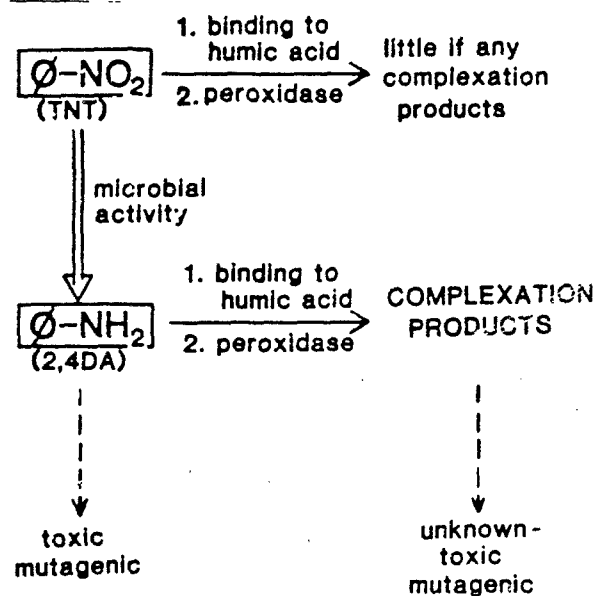 1. binding to
humic acid
Ø-NO2
2. peroxidase
(TNT)
little if any
complexation
products
microbial
activity
1. binding to
humic acid
Ø-NH2
2. peroxidase
(2,4DA)
COMPLEXATION
PRODUCTS
toxic
mutagenic
unknown-
toxic
mutagenic